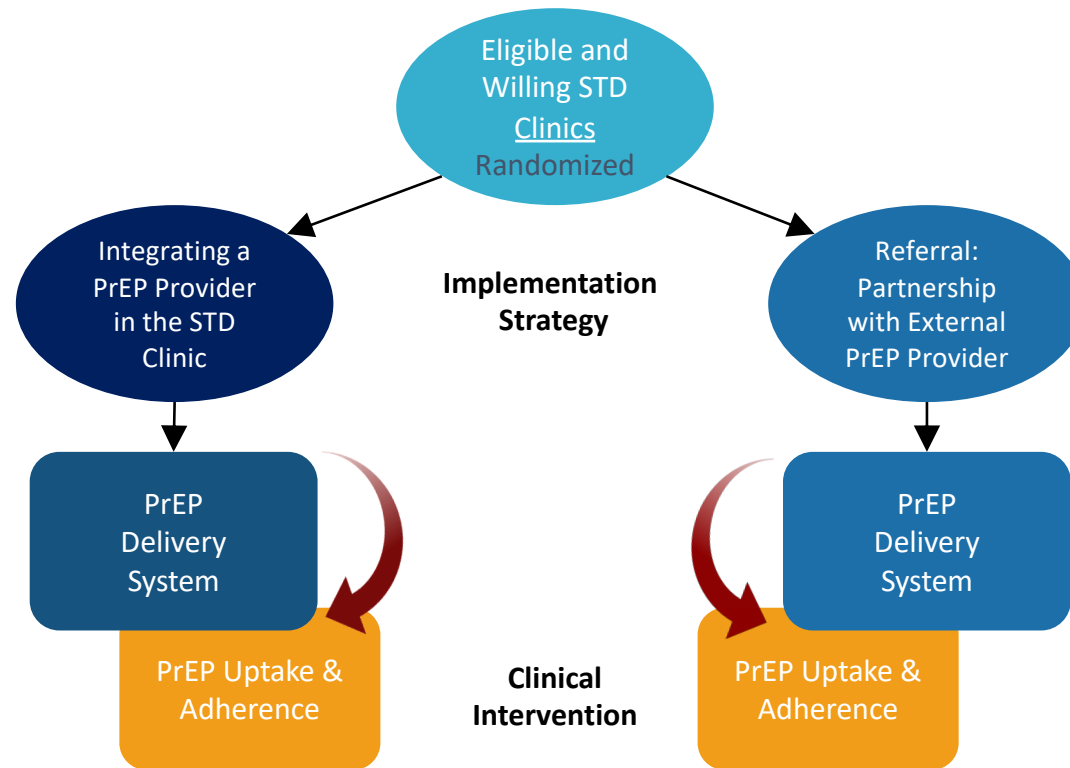 Eligible and
Willing STD
Clinics
Randomized
Integrating a
PrEP Provider
in the STD
Clinic
Implementation
Strategy
Referral:
Partnership
with External
PrEP Provider
PrEP
Delivery
System
PrEP
Delivery
System
PrEP Uptake &
Adherence
Clinical
Intervention
PrEP Uptake &
Adherence